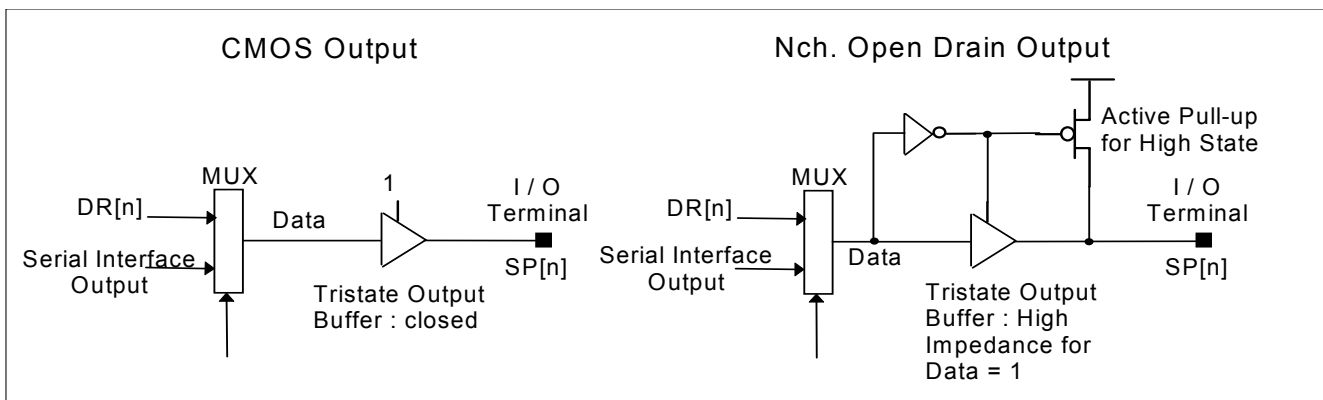 CMOS Output
MUX
DR[n]
Serial Interface
Output
Data
1
I / O
Terminal
SP[n]
Tristate Output
Buffer : closed
Nch. Open Drain Output
Active Pull-up
for High State
MUX
DR[n]
Serial Interface
Output
Data
I / O
Terminal
SP[n]
Tristate Output
Buffer : High
Impedance for
Data = 1